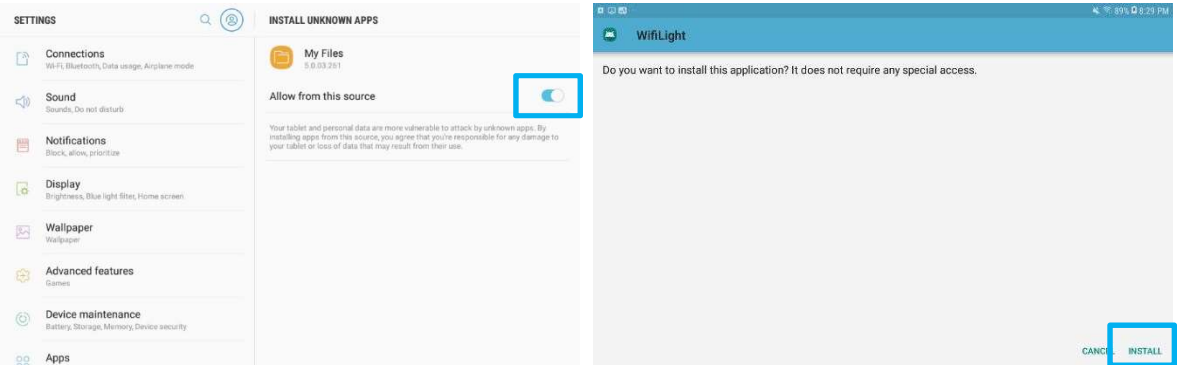 SETTINGS
Connections
Wi-Fi, Bluetooth, Data usage, Airplane mode
Sound
Sounds, Do not disturb
Notifications
Block, allow, prioritize
Display
Brightness, Blue light filter, Home screen
Wallpaper
Wallpaper
Advanced features
Games
Device maintenance
Battery, Storage, Memory, Device security
Apps
INSTALL UNKNOWN APPS
My Files
5.0.03.261
Allow from this source
Your tablet and personal data are more vulnerable to attack by unknown apps. By
installing apps from this source, you agree that you're responsible for any damage to
your tablet or loss of data that may result from their use.
89% 8:29 PM
WifiLight
Do you want to install this application? It does not require any special access.
CANCEL INSTALL